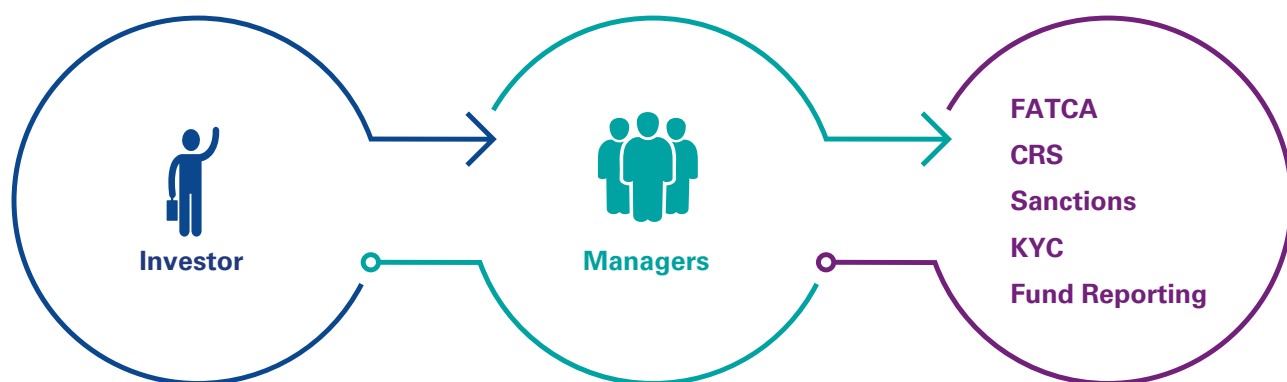 Investor
Managers
FATCA
CRS
Sanctions
KYC
Fund Reporting